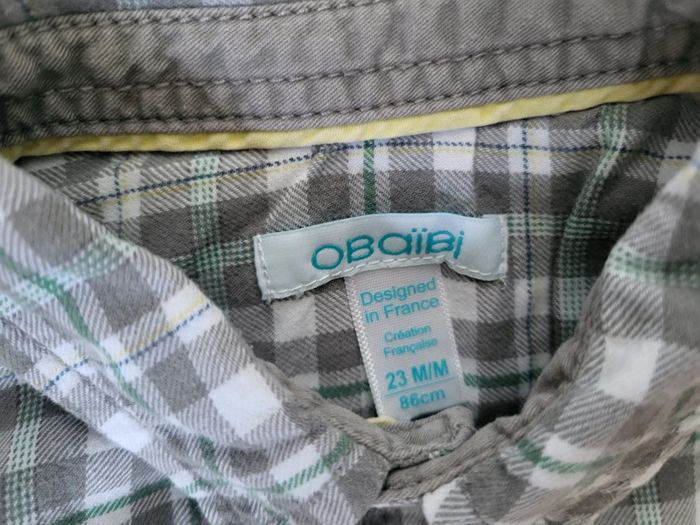 OBaïBi
Designed
in France
Création
Française
23 M/M
86cm